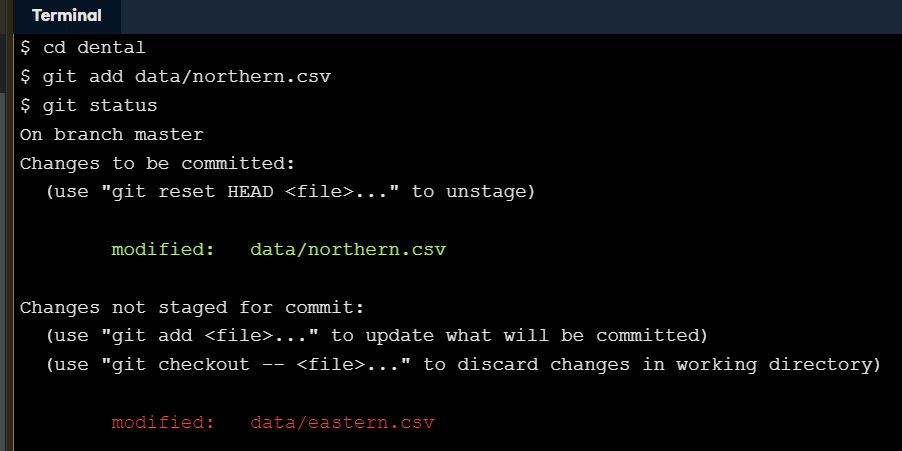 Terminal
$ cd dental
$ git add data/northern.csv
$ git status
On branch master
Changes to be committed:
  (use "git reset HEAD <file>..." to unstage)
        modified:   data/northern.csv
Changes not staged for commit:
  (use "git add <file>..." to update what will be committed)
  (use "git checkout -- <file>..." to discard changes in working directory)
        modified:   data/eastern.csv